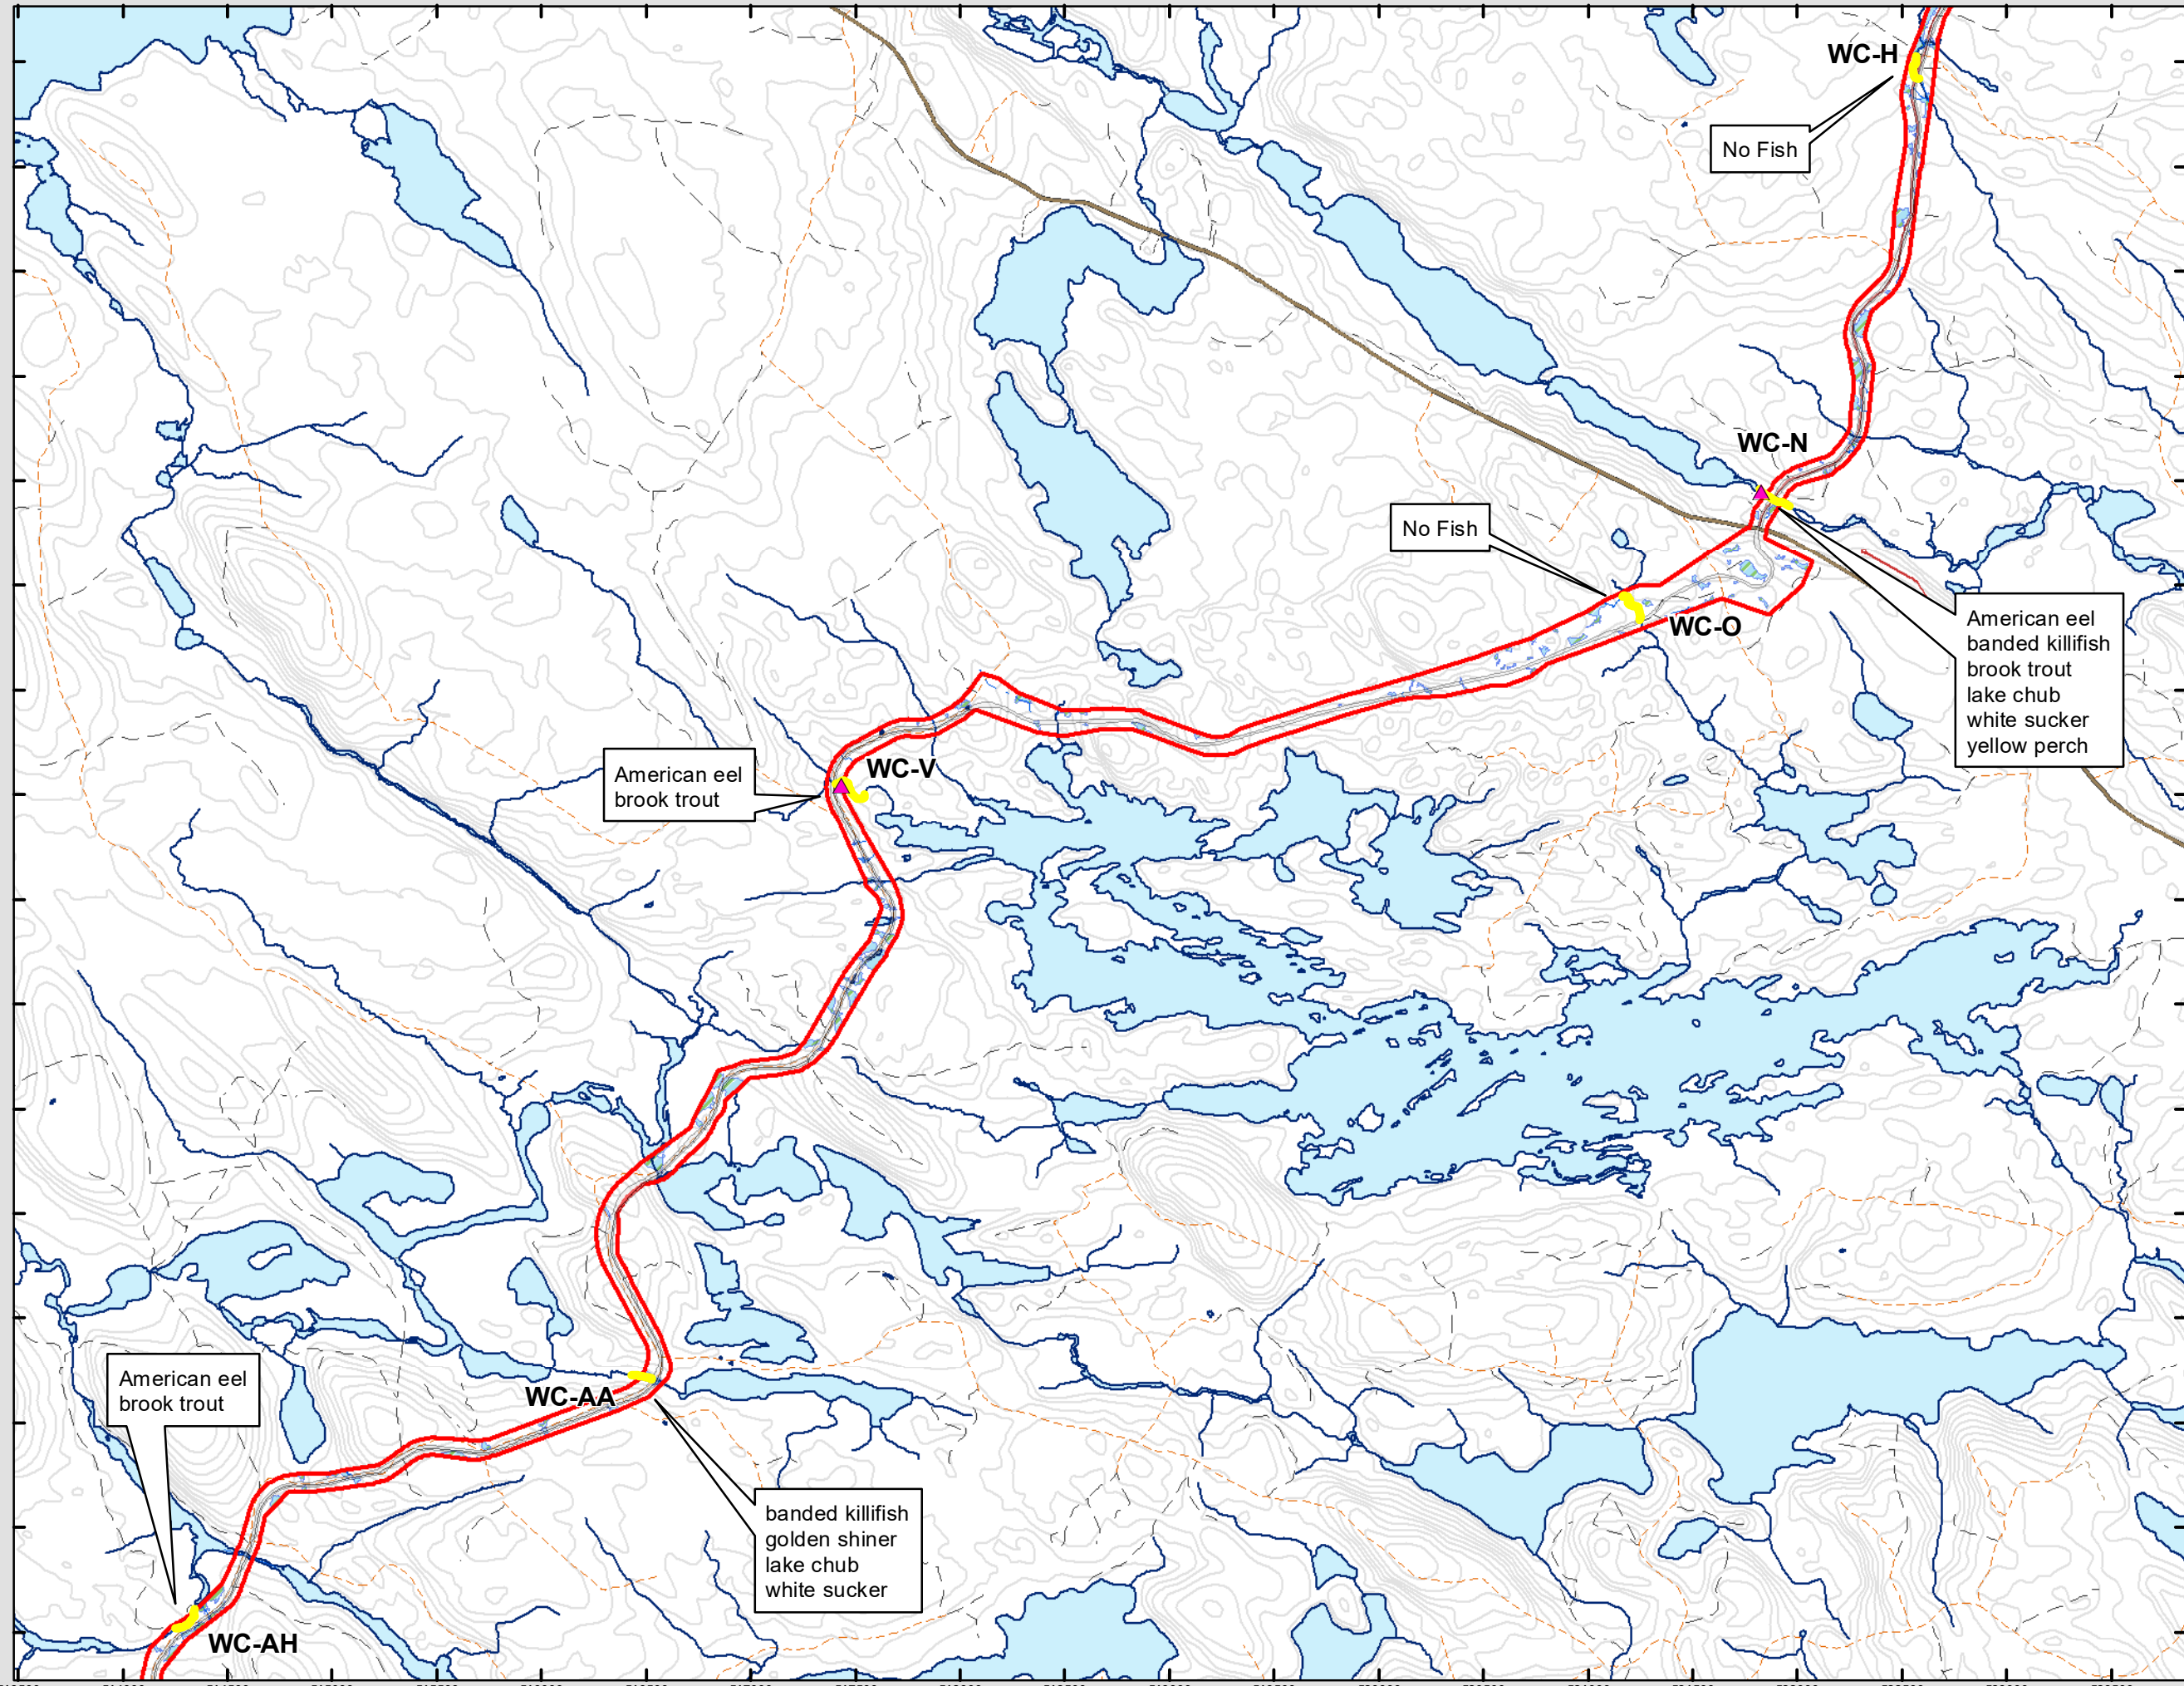 WC-H
No Fish
WC-N
No Fish
WC-O
American eel
banded killifish
brook trout
lake chub
white sucker
yellow perch
WC-V
American eel
brook trout
American eel
brook trout
WC-AA
banded killifish
golden shiner
lake chub
white sucker
WC-AH